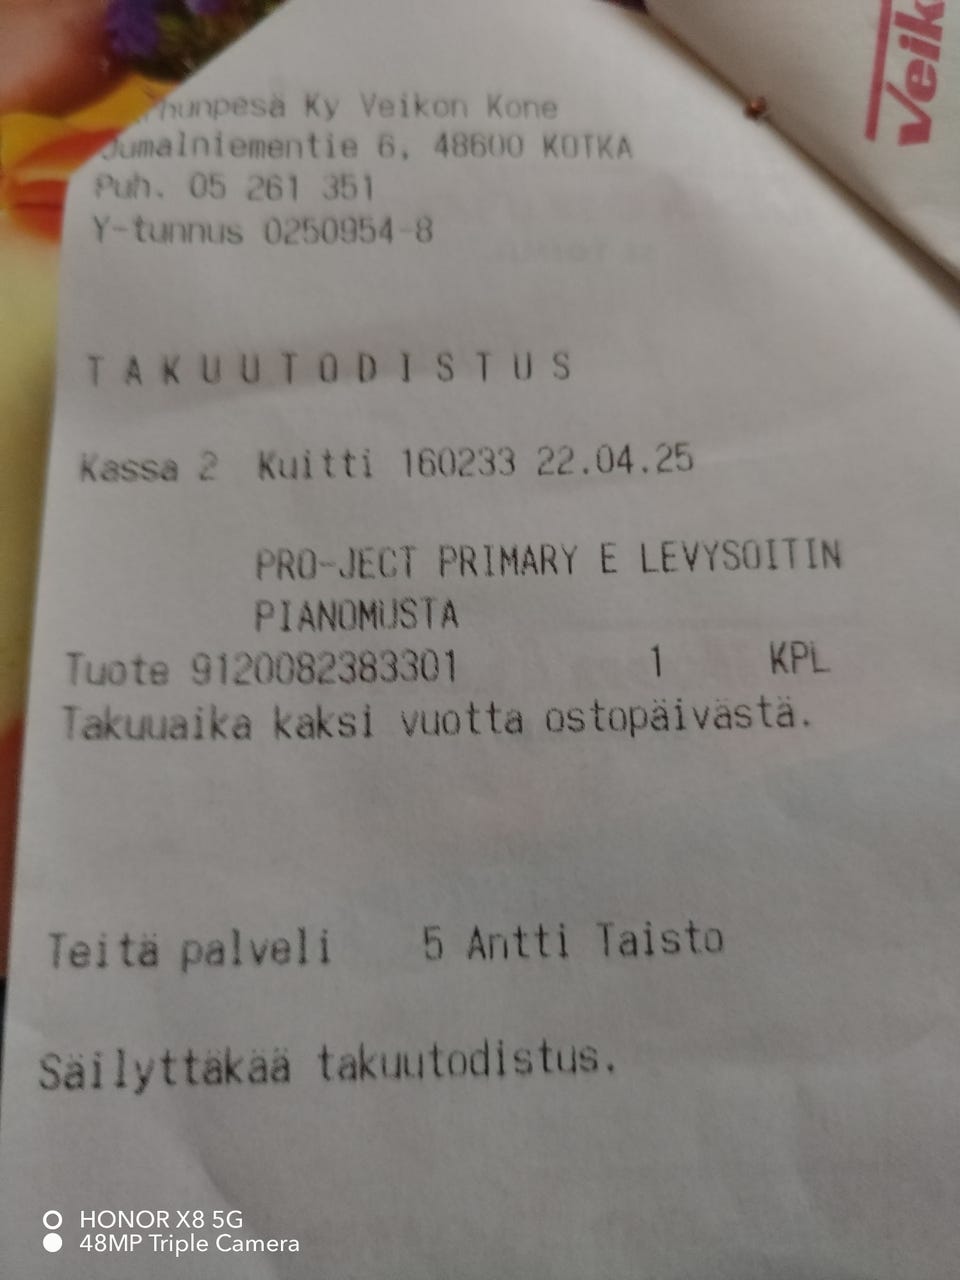 Ky Veikon Kone
Jumalniementie 6, 48600 KOTKA
Puh. 05 261 351
Y-tunnus 0250954-8
TAKUUTODISTUS
Kassa 2 Kuitti 160233 22.04.25
PRO-JECT PRIMARY E LEVYSOITIN
PIANOMUSTA
Tuote 9120082383301 1 KPL
Takuuaika kaksi vuotta ostopäivästä.
Teitä palveli 5 Antti Taisto
Säilyttäkää takuutodistus.
Veik
HONOR X8 5G
48MP Triple Camera